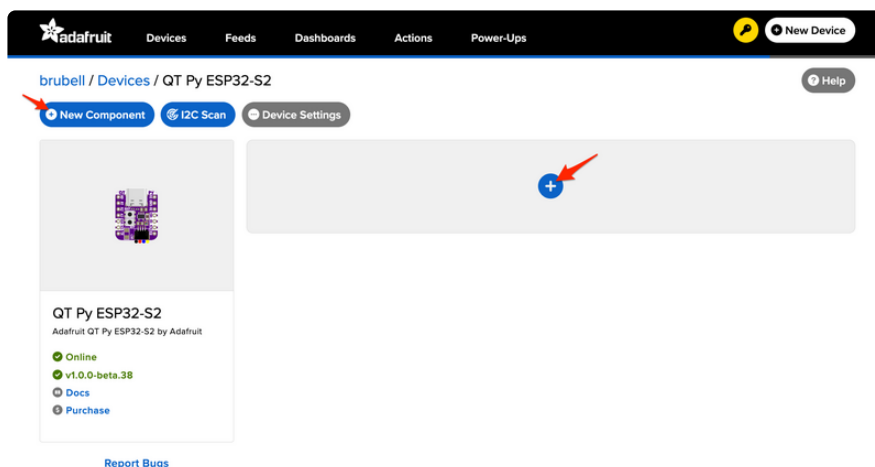 adafruit Devices Feeds Dashboards Actions Power-Ups New Device
brubell / Devices / QT Py ESP32-S2 Help
New Component I2C Scan Device Settings
QT Py ESP32-S2
Adafruit QT Py ESP32-S2 by Adafruit
Online
v1.0.0-beta.38
Docs
Purchase
Report Bugs